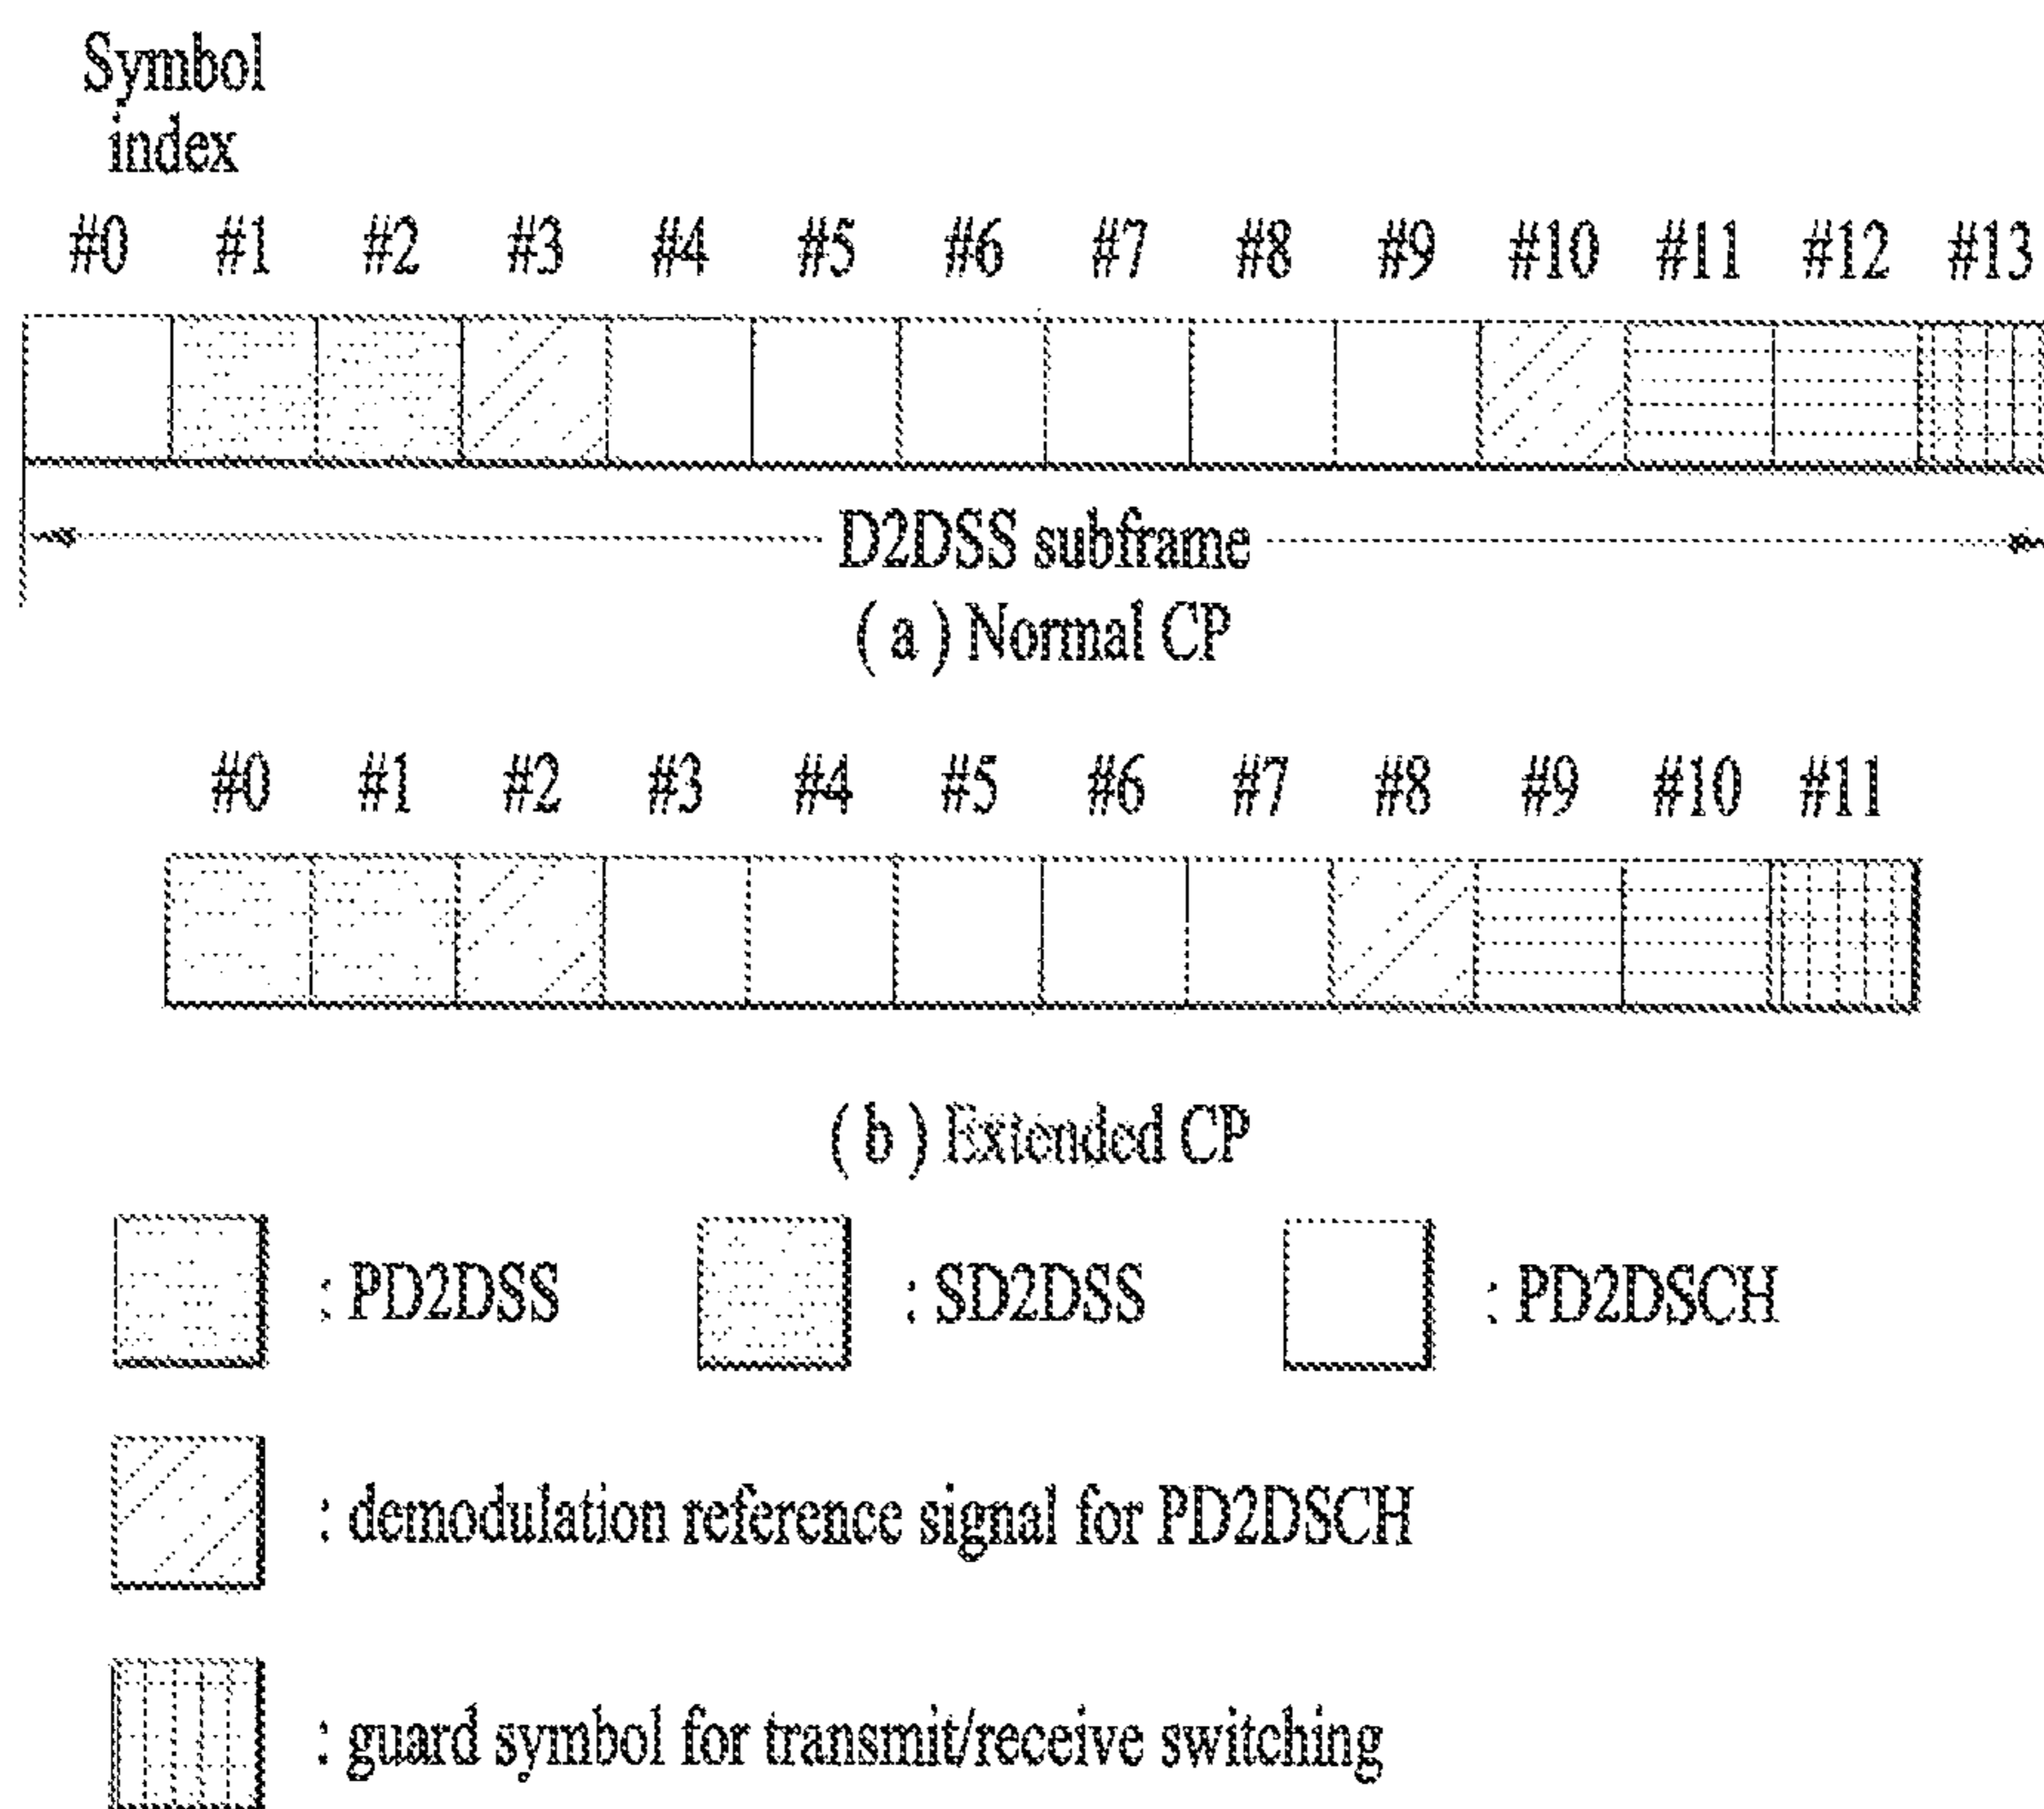 Symbol
index
#0 #1 #2 #3 #4 #5 #6 #7 #8 #9 #10 #11 #12 #13
D2DSS subframe
( a ) Normal CP
#0 #1 #2 #3 #4 #5 #6 #7 #8 #9 #10 #11
( b ) Extended CP
: PD2DSS : SD2DSS : PD2DSCH
: demodulation reference signal for PD2DSCH
: guard symbol for transmit/receive switching